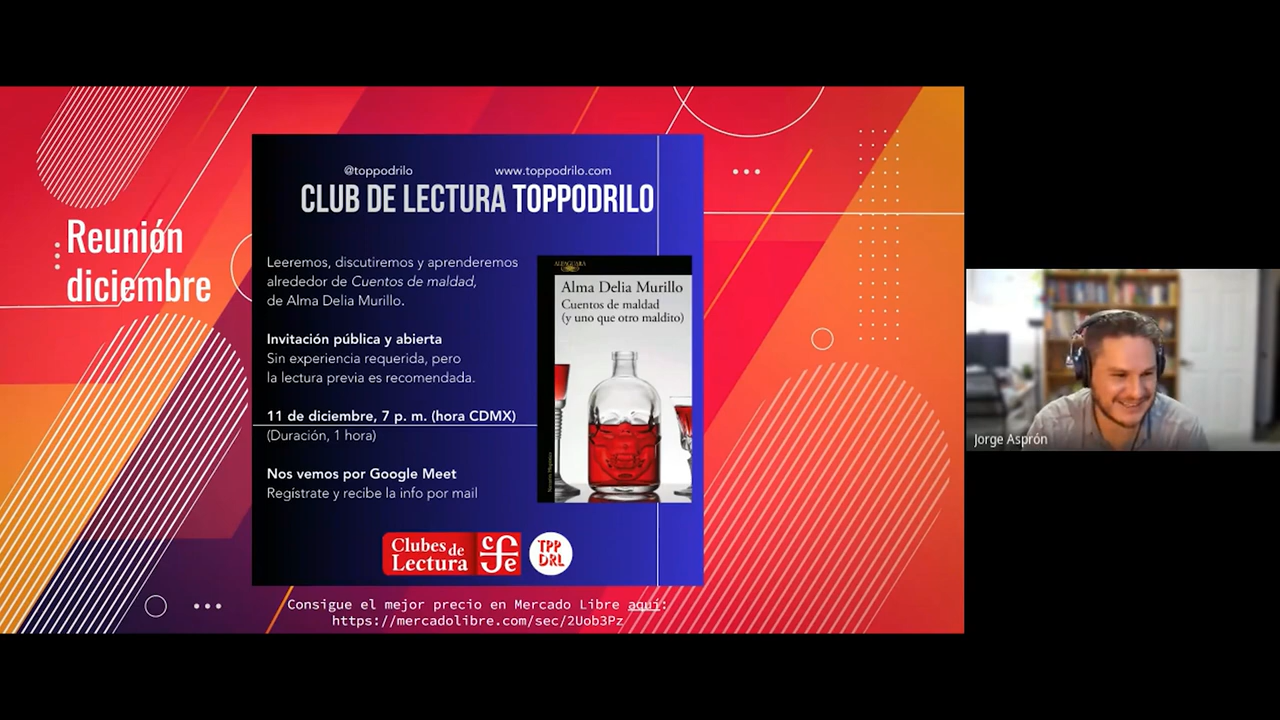 Reunión
diciembre
@toppodrilo
www.toppodrilo.com
CLUB DE LECTURA TOPPODRILO
Leeremos, discutiremos y aprenderemos
alrededor de Cuentos de maldad,
de Alma Delia Murillo.
Invitación pública y abierta
Sin experiencia requerida, pero
la lectura previa es recomendada.
11 de diciembre, 7 p. m. (hora CDMX)
(Duración, 1 hora)
Nos vemos por Google Meet
Regístrate y recibe la info por mail
ALFAGUARA
Alma Delia Murillo
Cuentos de maldad
(y uno que otro maldito)
Clubes de
Lectura
cfe
TPP
DRL
Consigue el mejor precio en Mercado Libre aquí:
https://mercadolibre.com/sec/2Uob3Pz
Jorge Asprón